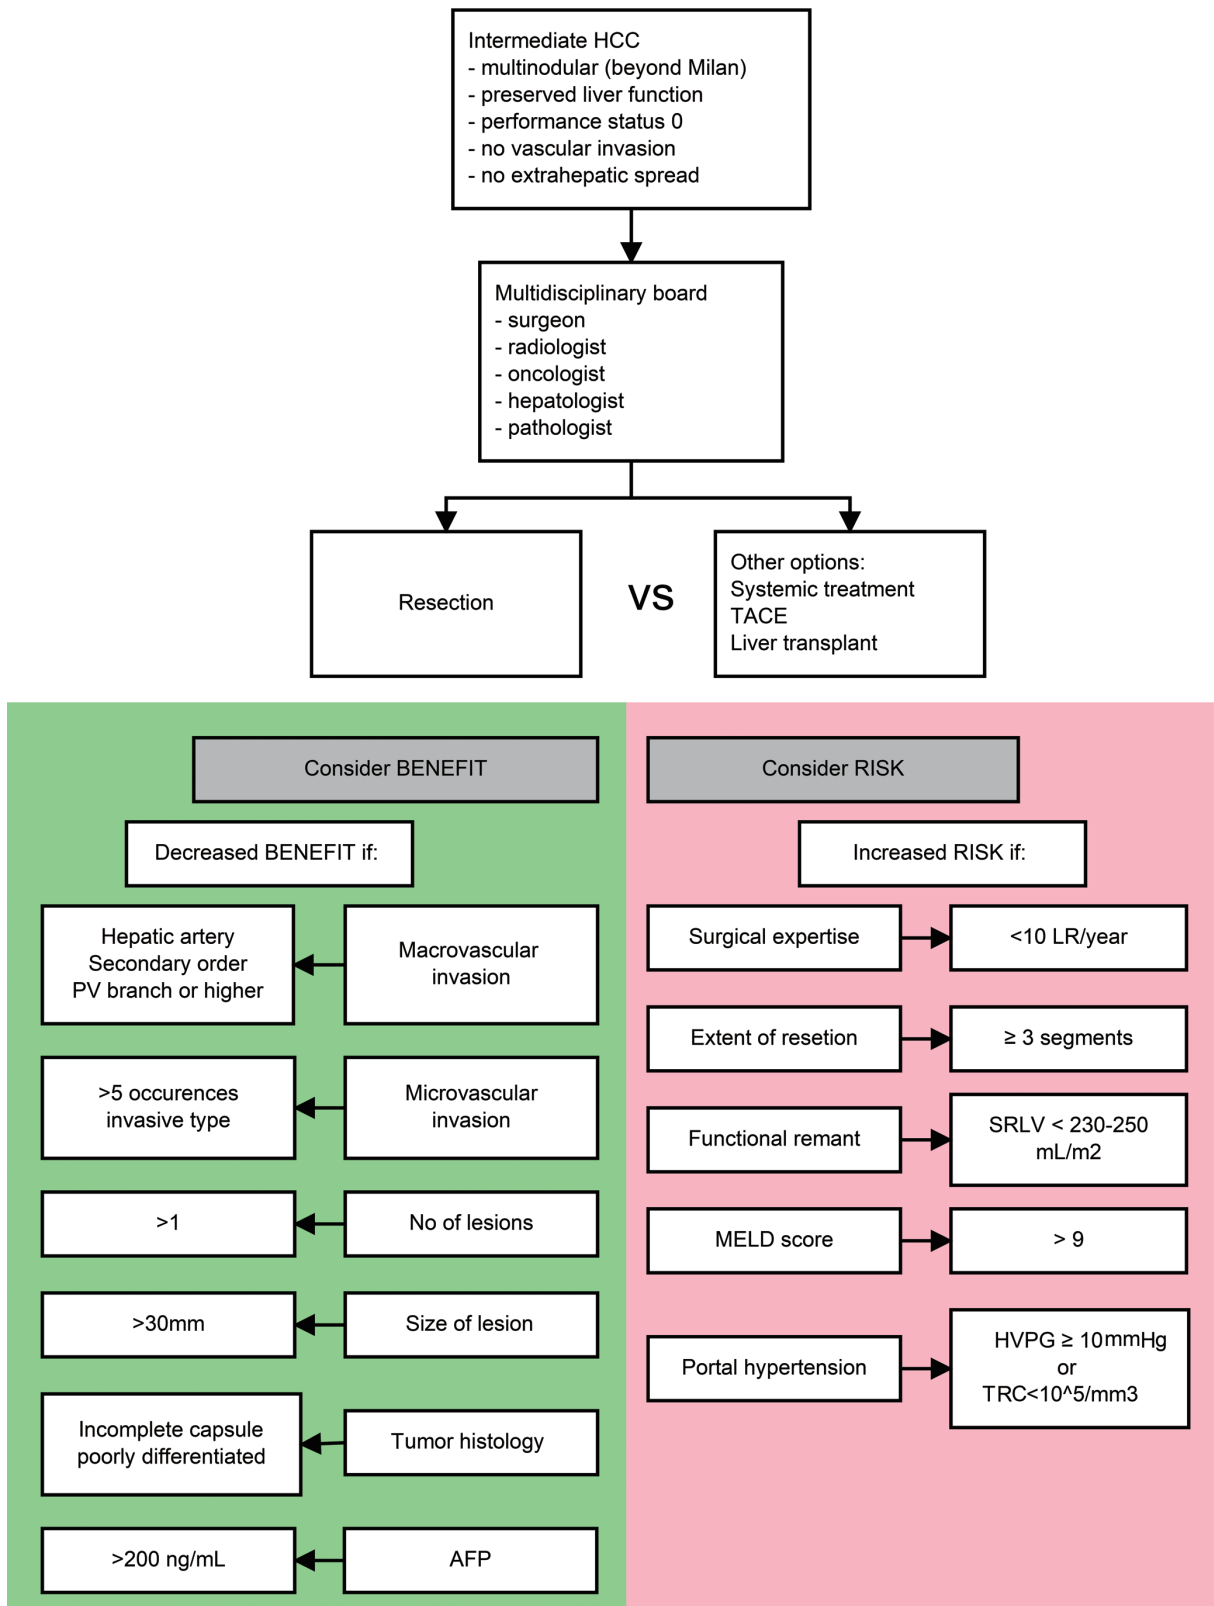 Intermediate HCC
- multinodular (beyond Milan)
- preserved liver function
- performance status 0
- no vascular invasion
- no extrahepatic spread
Multidisciplinary board
- surgeon
- radiologist
- oncologist
- hepatologist
- pathologist
Resection
VS
Other options:
Systemic treatment
TACE
Liver transplant
Consider BENEFIT
Decreased BENEFIT if:
Hepatic artery
Secondary order
PV branch or higher
Macrovascular
invasion
>5 occurences
invasive type
Microvascular
invasion
>1
No of lesions
>30mm
Size of lesion
Incomplete capsule
poorly differentiated
Tumor histology
>200 ng/mL
AFP
Consider RISK
Increased RISK if:
Surgical expertise
<10 LR/year
Extent of resetion
≥ 3 segments
Functional remant
SRLV < 230-250
mL/m2
MELD score
> 9
Portal hypertension
HVPG ≥ 10mmHg
or
TRC<10^5/mm3